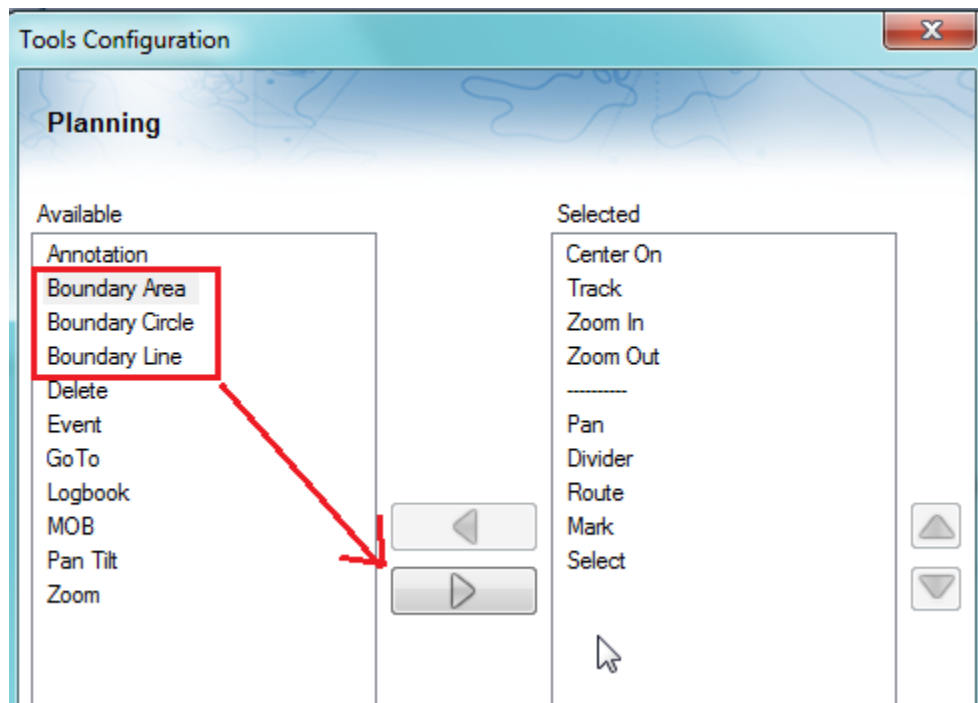 Tools Configuration
Planning
Available
Annotation
Boundary Area
Boundary Circle
Boundary Line
Delete
Event
GoTo
Logbook
MOB
Pan Tilt
Zoom
Selected
Center On
Track
Zoom In
Zoom Out
----------
Pan
Divider
Route
Mark
Select